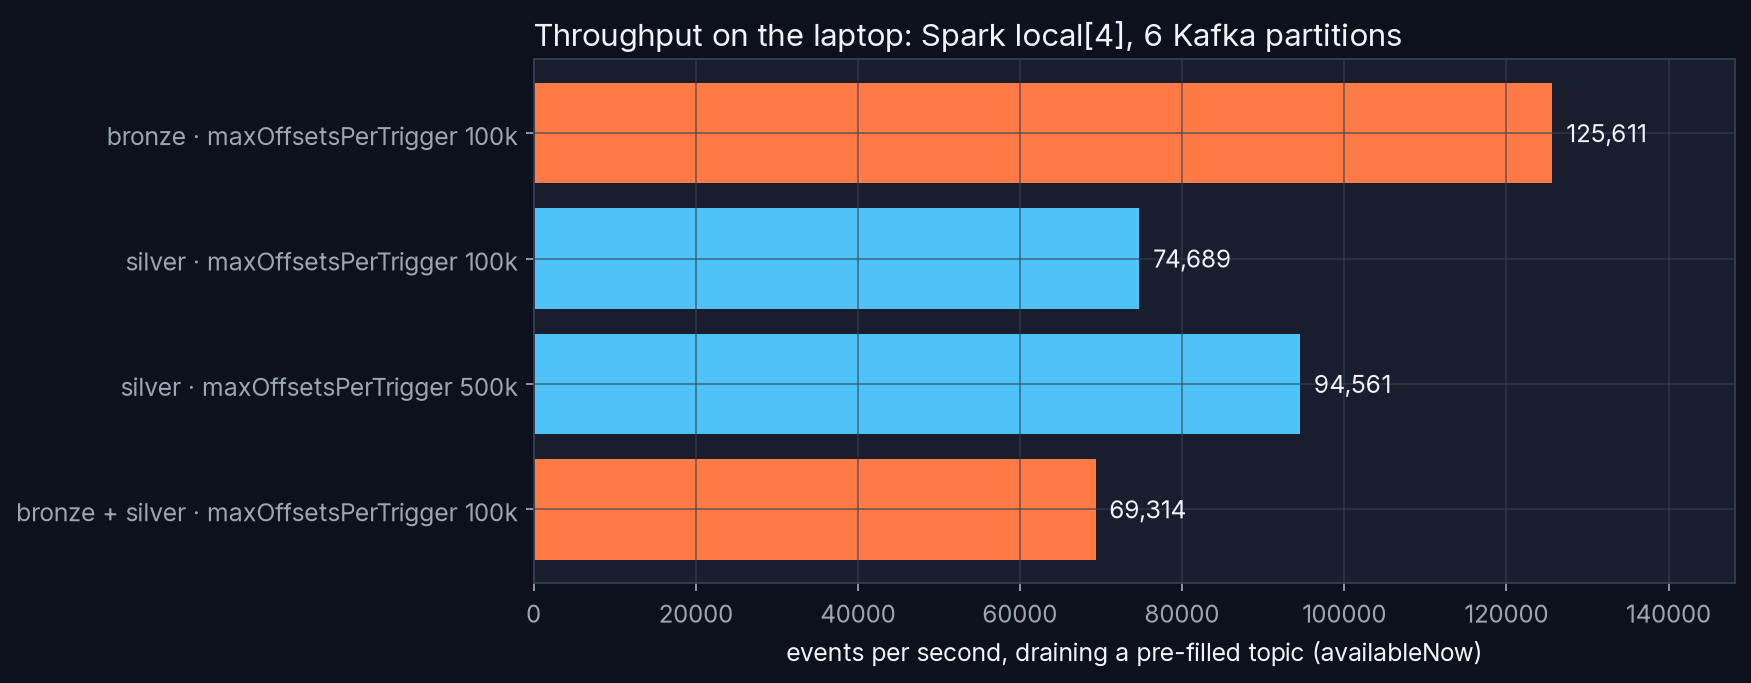 Throughput on the laptop: Spark local[4], 6 Kafka partitions
bronze · maxOffsetsPerTrigger 100k
125,611
silver · maxOffsetsPerTrigger 100k
74,689
silver · maxOffsetsPerTrigger 500k
94,561
bronze + silver · maxOffsetsPerTrigger 100k
69,314
0 20000 40000 60000 80000 100000 120000 140000
events per second, draining a pre-filled topic (availableNow)